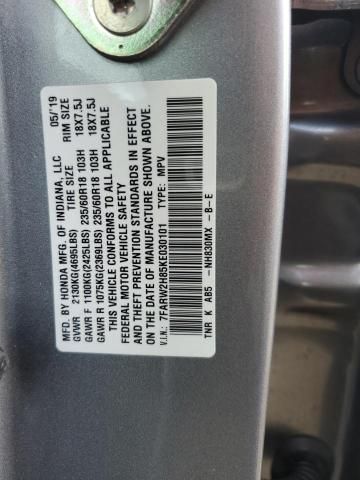 MFD. BY HONDA MFG. OF INDIANA, LLC 05/'19
TIRE SIZE RIM SIZE
GVWR 2130KG(4695LBS)
GAWR F 1100KG(2425LBS) 235/60R18 103H 18X7.5J
GAWR R 1075KG(2369LBS) 235/60R18 103H 18X7.5J
THIS VEHICLE CONFORMS TO ALL APPLICABLE
FEDERAL MOTOR VEHICLE SAFETY
AND THEFT PREVENTION STANDARDS IN EFFECT
ON THE DATE OF MANUFACTURE SHOWN ABOVE.
V.I.N.: 7FARW2H85KE030101 TYPE: MPV
TNR K AB5 -NH830MX -B-E